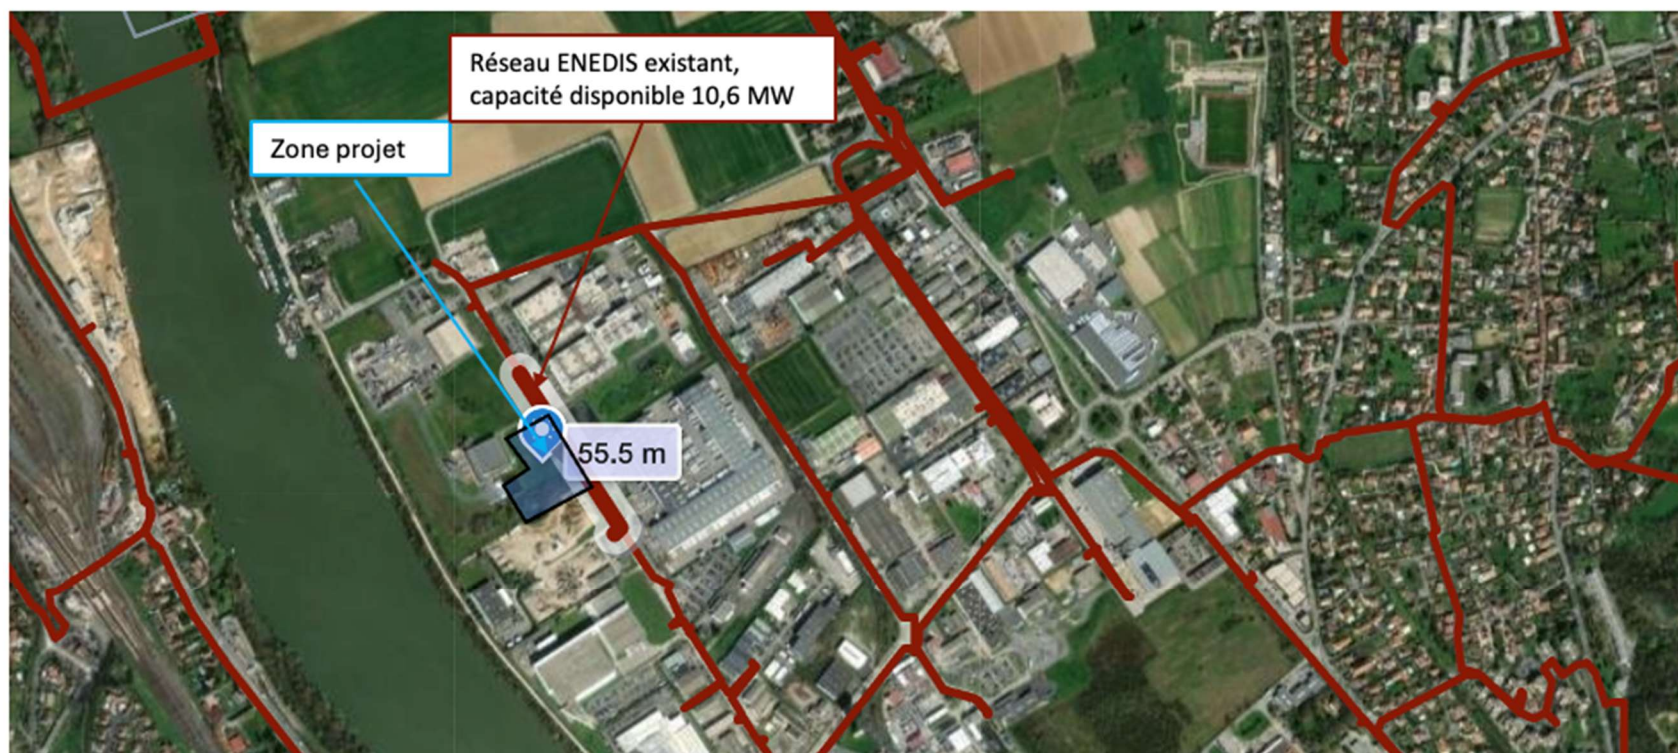 Réseau ENEDIS existant,
capacité disponible 10,6 MW
Zone projet
55.5 m